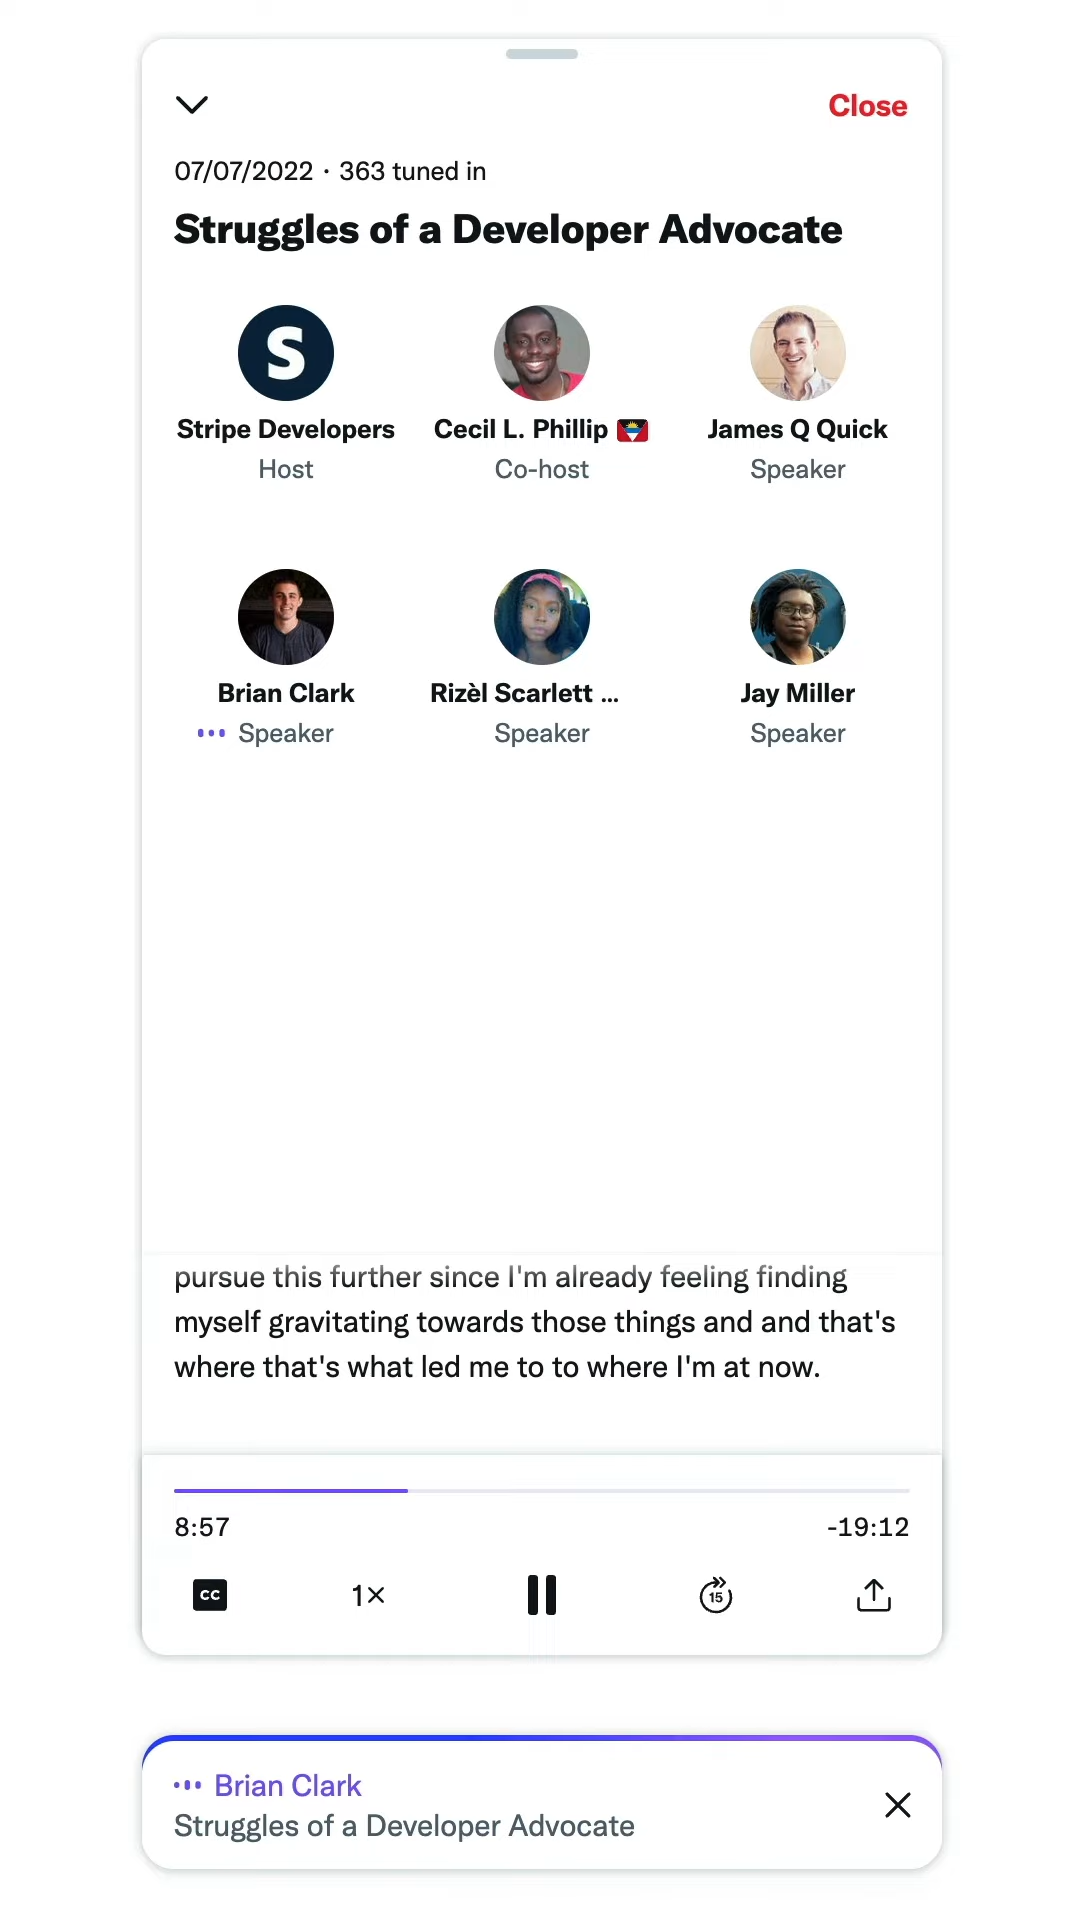 Close
07/07/2022 · 363 tuned in
Struggles of a Developer Advocate
S
Stripe Developers
Cecil L. Phillip 🇦🇬
James Q Quick
Host
Co-host
Speaker
Brian Clark
Rizèl Scarlett ...
Jay Miller
Speaker
Speaker
Speaker
pursue this further since I'm already feeling finding
myself gravitating towards those things and and that's
where that's what led me to to where I'm at now.
8:57
-19:12
CC
1×
15
Brian Clark
Struggles of a Developer Advocate